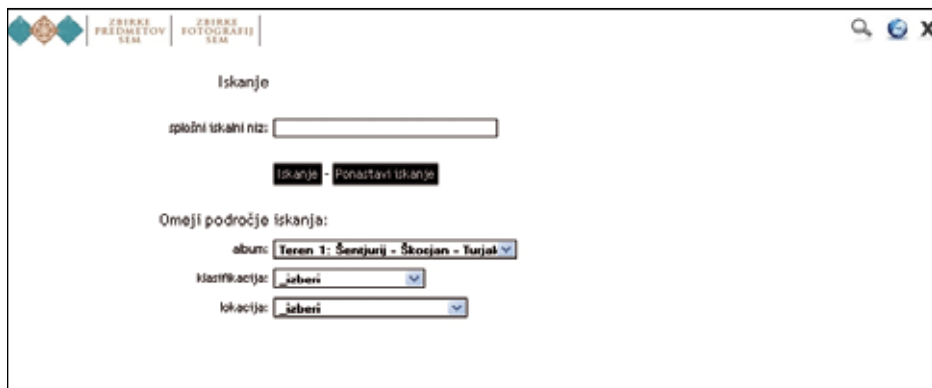 ZBIRKE PREDMETOV SEM
ZBIRKE FOTOGRAFIJ SEM
X
Iskanje
splošni iskalni niz:
Iskanje - Ponastavi iskanje
Omeji področje iskanja:
album: Teren 1: Šentjurij - Škocjan - Turjak
klasifikacija: _izberi
lokacija: _izberi